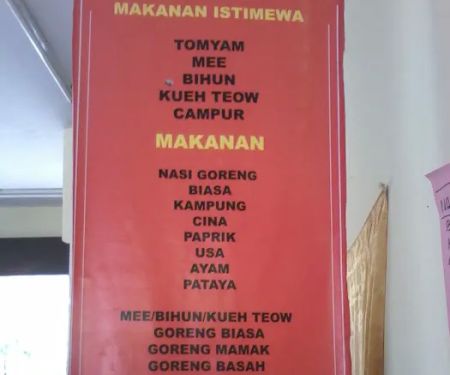 MAKANAN ISTIMEWA
TOMYAM
MEE
BIHUN
KUEH TEOW
CAMPUR
MAKANAN
NASI GORENG
BIASA
KAMPUNG
CINA
PAPRIK
USA
AYAM
PATAYA
MEE/BIHUN/KUEH TEOW
GORENG BIASA
GORENG MAMAK
GORENG BASAH